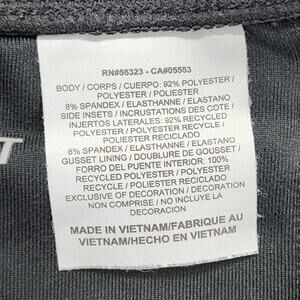 RN#56323 - CA#05553
BODY / CORPS / CUERPO: 92% POLYESTER /
POLYESTER / POLIESTER
8% SPANDEX / ELASTHANNE / ELASTANO
SIDE INSETS / INCRUSTATIONS DES COTE /
INJERTOS LATERALES: 92% RECYCLED
POLYESTER / POLYESTER RECYCLE /
POLIESTER RECICLADO
8% SPANDEX / ELASTHANNE / ELASTANO
GUSSET LINING / DOUBLURE DE GOUSSET /
FORRO DEL PUENTE INTERIOR: 100%
RECYCLED POLYESTER / POLYESTER
RECYCLE / POLIESTER RECICLADO
EXCLUSIVE OF DECORATION / DECORATION
NON COMPRISE / NO INCLUYE LA
DECORACION
MADE IN VIETNAM/FABRIQUE AU
VIETNAM/HECHO EN VIETNAM
T